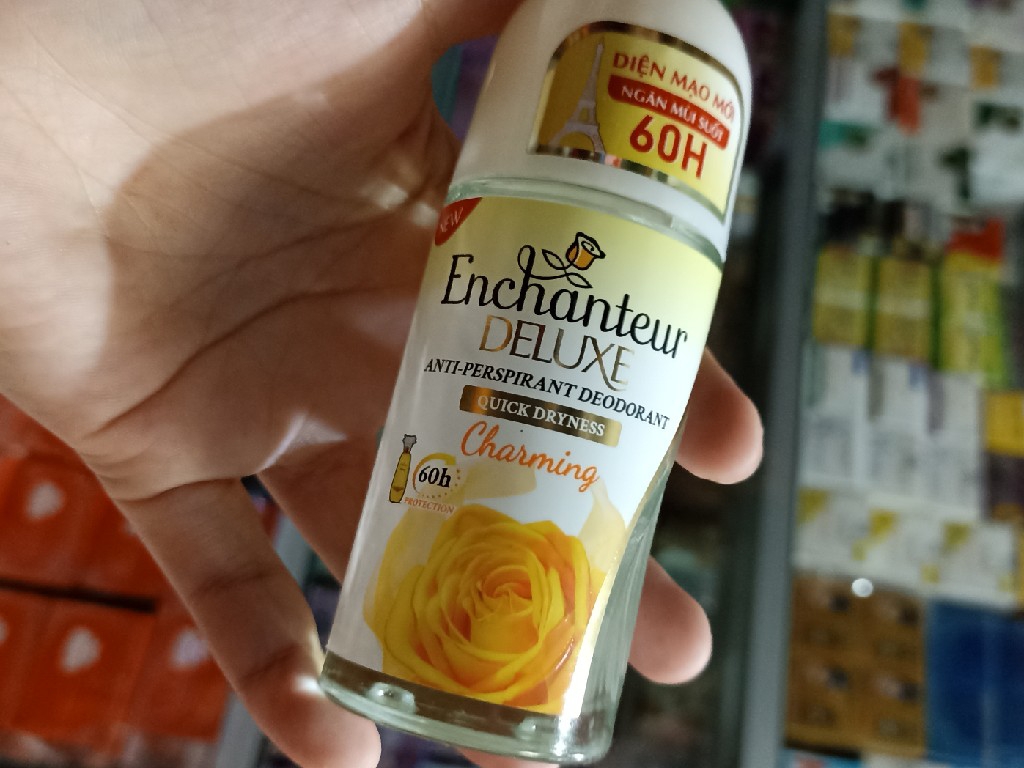 DIỆN MẠO MỚI
NGĂN MÙI SUỐT
60H
NEW
Enchanteur
DELUXE
ANTI-PERSPIRANT DEODORANT
QUICK DRYNESS
Charming
60h
PROTECTION